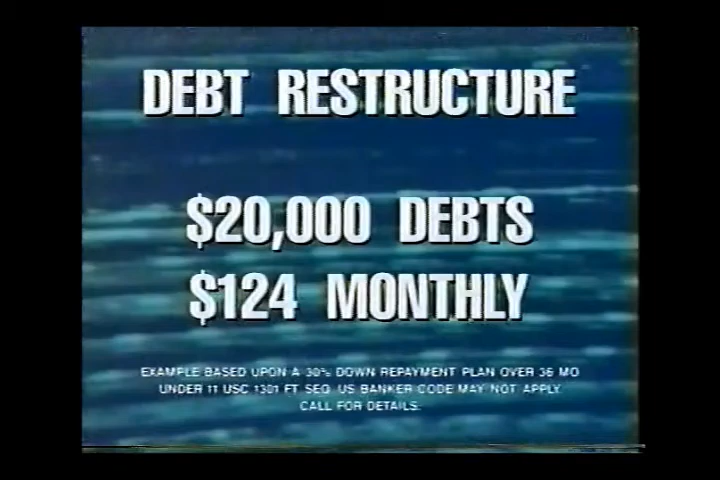 DEBT RESTRUCTURE
$20,000 DEBTS
$124 MONTHLY
EXAMPLE BASED UPON A 30% DOWN REPAYMENT PLAN OVER 36 MO
UNDER 11 USC 1301 FT. SEQ. US BANKER CODE MAY NOT APPLY.
CALL FOR DETAILS.